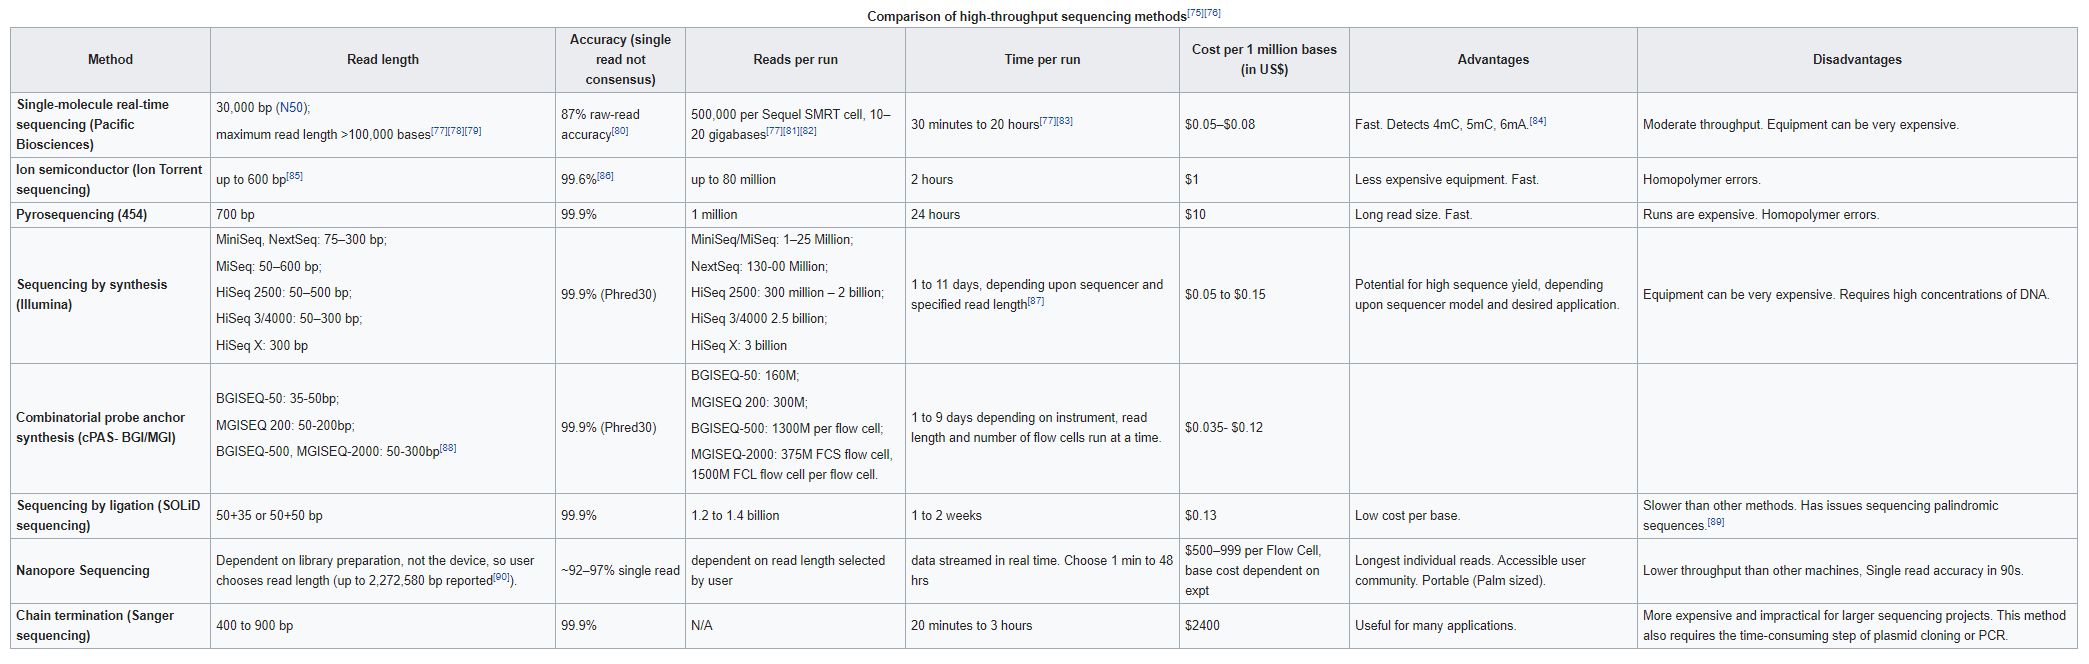 Comparison of high-throughput sequencing methods[75][76]
Method
Read length
Accuracy (single
read not
consensus)
Reads per run
Time per run
Cost per 1 million bases
(in US$)
Advantages
Disadvantages
Single-molecule real-time
sequencing (Pacific
Biosciences)
30,000 bp (N50);
maximum read length >100,000 bases[77][78][79]
87% raw-read
accuracy[80]
500,000 per Sequel SMRT cell, 10–
20 gigabases[77][81][82]
30 minutes to 20 hours[77][83]
$0.05–$0.08
Fast. Detects 4mC, 5mC, 6mA.[84]
Moderate throughput. Equipment can be very expensive.
Ion semiconductor (Ion Torrent
sequencing)
up to 600 bp[85]
99.6%[86]
up to 80 million
2 hours
$1
Less expensive equipment. Fast.
Homopolymer errors.
Pyrosequencing (454)
700 bp
99.9%
1 million
24 hours
$10
Long read size. Fast.
Runs are expensive. Homopolymer errors.
Sequencing by synthesis
(Illumina)
MiniSeq, NextSeq: 75–300 bp;
MiSeq: 50–600 bp;
HiSeq 2500: 50–500 bp;
HiSeq 3/4000: 50–300 bp;
HiSeq X: 300 bp
99.9% (Phred30)
MiniSeq/MiSeq: 1–25 Million;
NextSeq: 130-00 Million;
HiSeq 2500: 300 million – 2 billion;
HiSeq 3/4000 2.5 billion;
HiSeq X: 3 billion
1 to 11 days, depending upon sequencer and
specified read length[87]
$0.05 to $0.15
Potential for high sequence yield, depending
upon sequencer model and desired application.
Equipment can be very expensive. Requires high concentrations of DNA.
Combinatorial probe anchor
synthesis (cPAS- BGI/MGI)
BGISEQ-50: 35-50bp;
MGISEQ 200: 50-200bp;
BGISEQ-500, MGISEQ-2000: 50-300bp[88]
99.9% (Phred30)
BGISEQ-50: 160M;
MGISEQ 200: 300M;
BGISEQ-500: 1300M per flow cell;
MGISEQ-2000: 375M FCS flow cell,
1500M FCL flow cell per flow cell.
1 to 9 days depending on instrument, read
length and number of flow cells run at a time.
$0.035- $0.12
Sequencing by ligation (SOLiD
sequencing)
50+35 or 50+50 bp
99.9%
1.2 to 1.4 billion
1 to 2 weeks
$0.13
Low cost per base.
Slower than other methods. Has issues sequencing palindromic
sequences.[89]
Nanopore Sequencing
Dependent on library preparation, not the device, so user
chooses read length (up to 2,272,580 bp reported[90]).
~92–97% single read
dependent on read length selected
by user
data streamed in real time. Choose 1 min to 48
hrs
$500–999 per Flow Cell,
base cost dependent on
expt
Longest individual reads. Accessible user
community. Portable (Palm sized).
Lower throughput than other machines, Single read accuracy in 90s.
Chain termination (Sanger
sequencing)
400 to 900 bp
99.9%
N/A
20 minutes to 3 hours
$2400
Useful for many applications.
More expensive and impractical for larger sequencing projects. This method
also requires the time-consuming step of plasmid cloning or PCR.